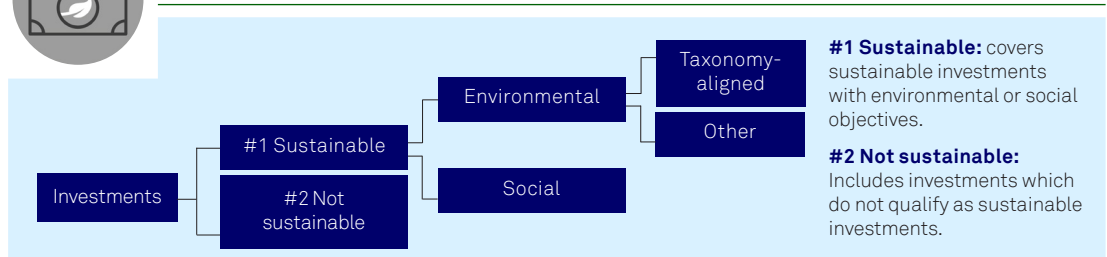 Investments
#1 Sustainable
#2 Not
sustainable
Environmental
Social
Taxonomy-
aligned
Other
#1 Sustainable: covers
sustainable investments
with environmental or social
objectives.
#2 Not sustainable:
Includes investments which
do not qualify as sustainable
investments.